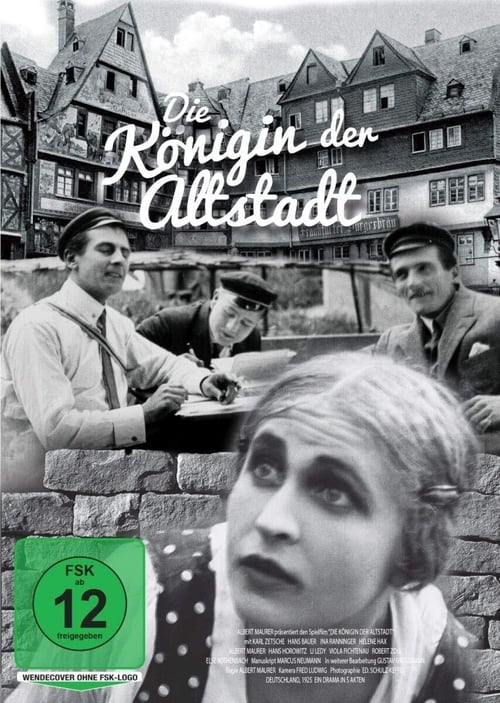 Die
Königin der
Altstadt
FSK
ab
12
freigegeben
WENDECOVER OHNE FSK-LOGO
ALBERT MAURER präsentiert den Spielfilm "DIE KÖNIGIN DER ALTSTADT"
mit KARL ZETSCHE HANS BAUER INA RANNINGER HELENE HAX
ALBERT MAURER HANS HOROWITZ LI LEDY VIOLA FICHTENAU ROBERT ZOLL
ELSE ROTHENBACH Manuskript MARCUS NEUMANN In weiterer Bearbeitung GUSTAV
Regie ALBERT MAURER Kamera FRED LUDWIG Photographie ED. SCHULZ-KEFFEL
DEUTSCHLAND, 1925 EIN DRAMA IN 5 AKTEN